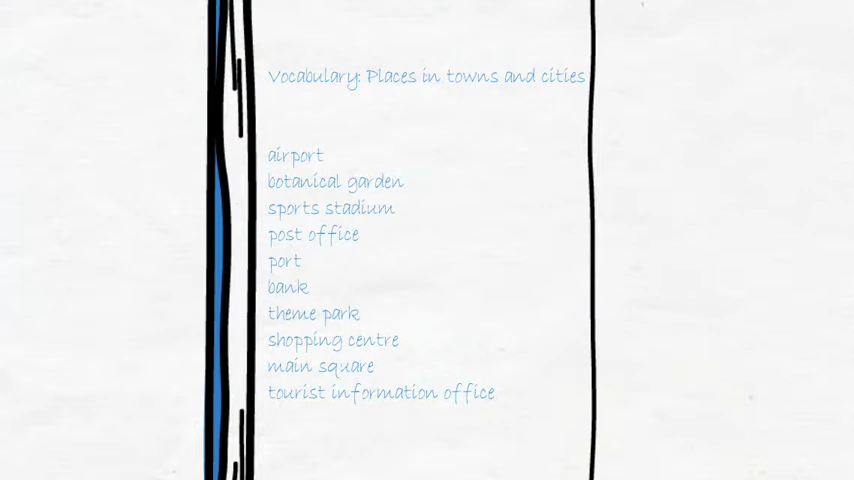 Vocabulary: Places in towns and cities
airport
botanical garden
sports stadium
post office
port
bank
theme park
shopping centre
main square
tourist information office